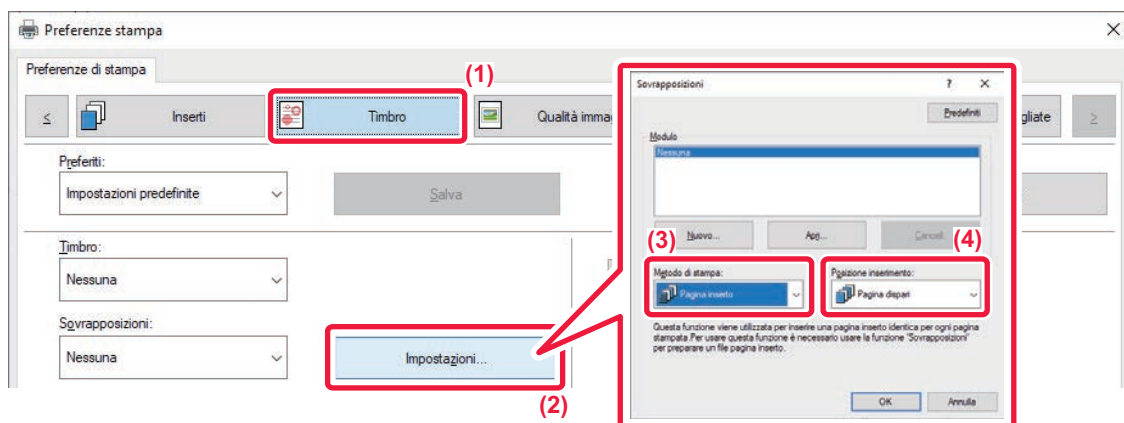 Preferenze stampa
Preferenze di stampa
(1)
Inserti
Timbro
Qualità imma
gliate
Preferiti:
Impostazioni predefinite
Salva
Timbro:
Nessuna
Sovrapposizioni:
Nessuna
Impostazioni...
(2)
Sovrapposizioni
?
Predefiniti
Modulo
Nessuna
Nuovo...
Apri...
Cancell
(3)
(4)
Metodo di stampa:
Pagina inserto
Posizione inserimento:
Pagina dispari
Questa funzione viene utilizzata per inserire una pagina inserto identica per ogni pagina
stampata.Per usare questa funzione è necessario usare la funzione "Sovrapposizioni"
per preparare un file pagina inserto.
OK
Annulla